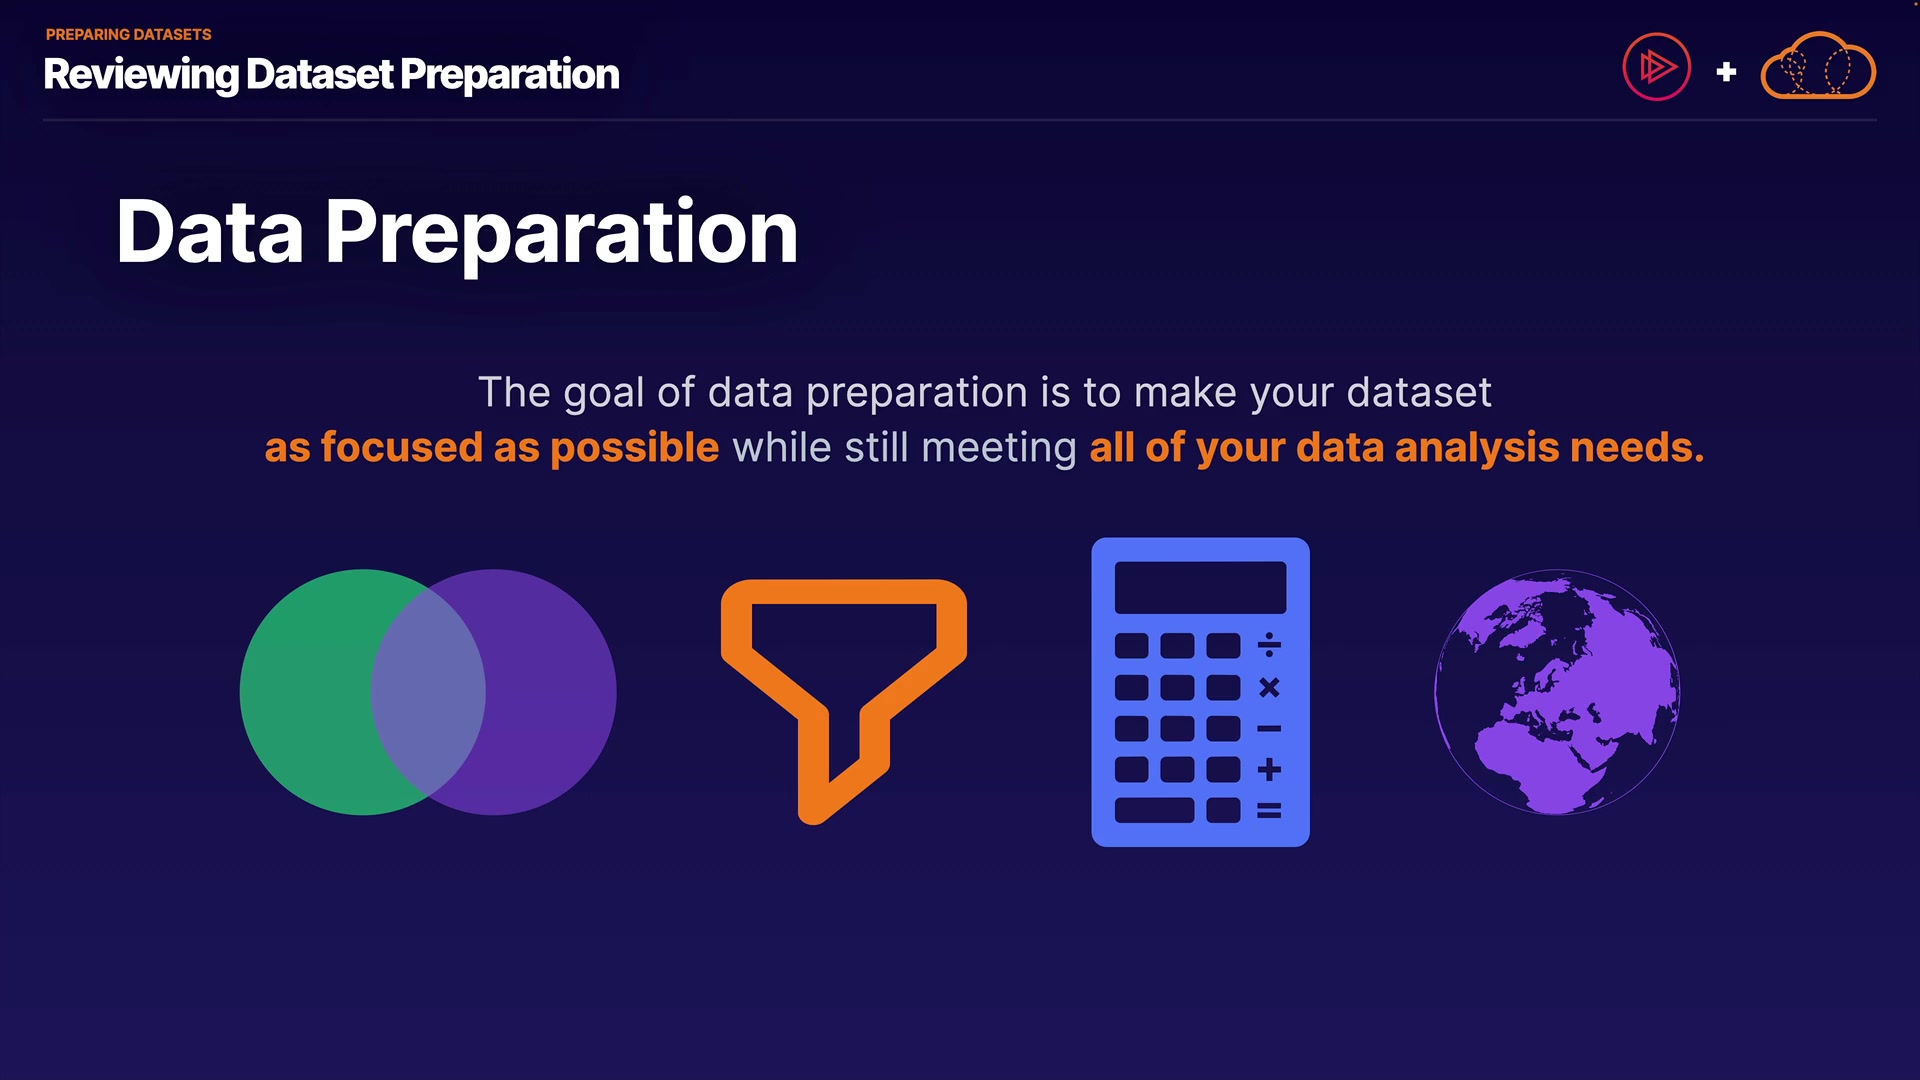 PREPARING DATASETS
Reviewing Dataset Preparation
+
Data Preparation
The goal of data preparation is to make your dataset
as focused as possible while still meeting all of your data analysis needs.
÷
×
−
+
=